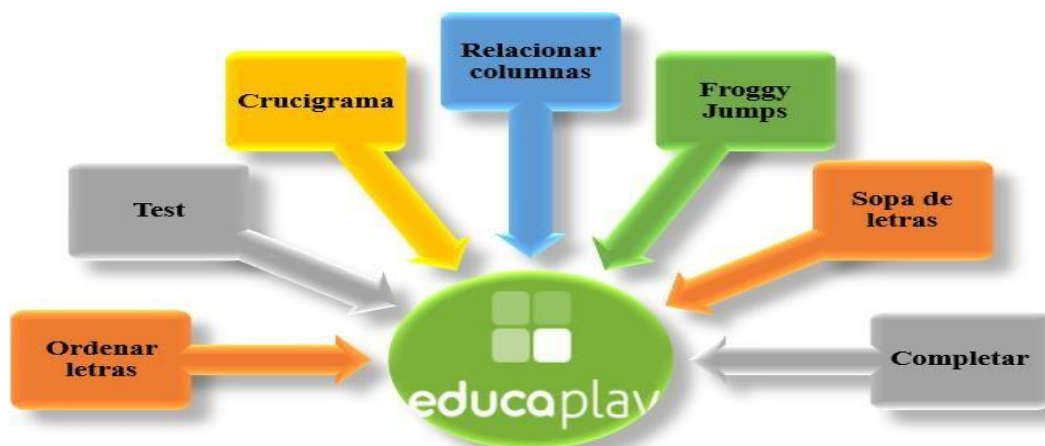 Relacionar
columnas
Crucigrama
Froggy
Jumps
Test
Sopa de
letras
Ordenar
letras
Completar
educaplay